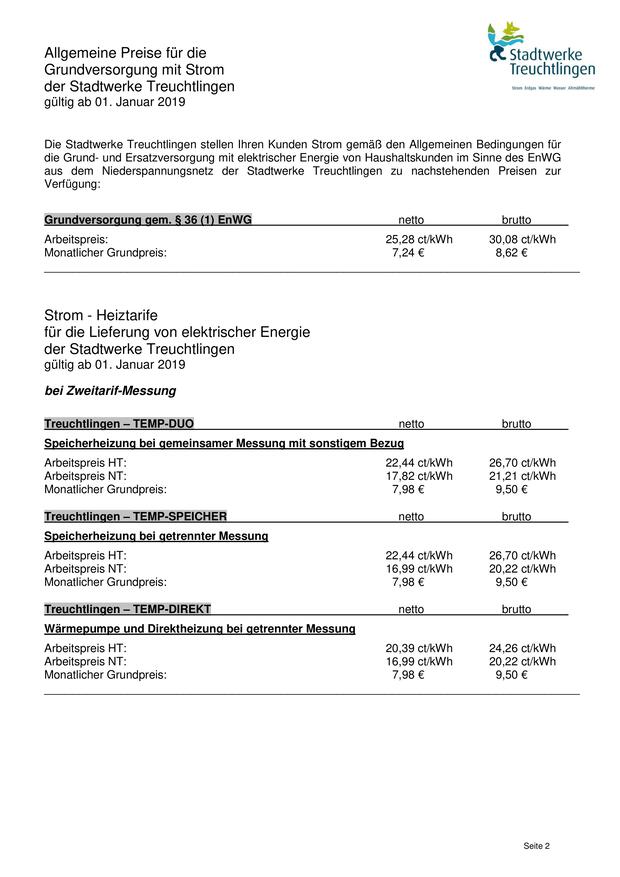 Allgemeine Preise für die
Grundversorgung mit Strom
der Stadtwerke Treuchtlingen
gültig ab 01. Januar 2019
Stadtwerke
Treuchtlingen
Strom Erdgas Wärme Wasser Altmühltherme
Die Stadtwerke Treuchtlingen stellen Ihren Kunden Strom gemäß den Allgemeinen Bedingungen für
die Grund- und Ersatzversorgung mit elektrischer Energie von Haushaltskunden im Sinne des EnWG
aus dem Niederspannungsnetz der Stadtwerke Treuchtlingen zu nachstehenden Preisen zur
Verfügung:
Grundversorgung gem. § 36 (1) EnWG netto brutto
Arbeitspreis: 25,28 ct/kWh 30,08 ct/kWh
Monatlicher Grundpreis: 7,24 € 8,62 €
Strom - Heiztarife
für die Lieferung von elektrischer Energie
der Stadtwerke Treuchtlingen
gültig ab 01. Januar 2019
bei Zweitarif-Messung
Treuchtlingen – TEMP-DUO netto brutto
Speicherheizung bei gemeinsamer Messung mit sonstigem Bezug
Arbeitspreis HT: 22,44 ct/kWh 26,70 ct/kWh
Arbeitspreis NT: 17,82 ct/kWh 21,21 ct/kWh
Monatlicher Grundpreis: 7,98 € 9,50 €
Treuchtlingen – TEMP-SPEICHER netto brutto
Speicherheizung bei getrennter Messung
Arbeitspreis HT: 22,44 ct/kWh 26,70 ct/kWh
Arbeitspreis NT: 16,99 ct/kWh 20,22 ct/kWh
Monatlicher Grundpreis: 7,98 € 9,50 €
Treuchtlingen – TEMP-DIREKT netto brutto
Wärmepumpe und Direktheizung bei getrennter Messung
Arbeitspreis HT: 20,39 ct/kWh 24,26 ct/kWh
Arbeitspreis NT: 16,99 ct/kWh 20,22 ct/kWh
Monatlicher Grundpreis: 7,98 € 9,50 €
Seite 2